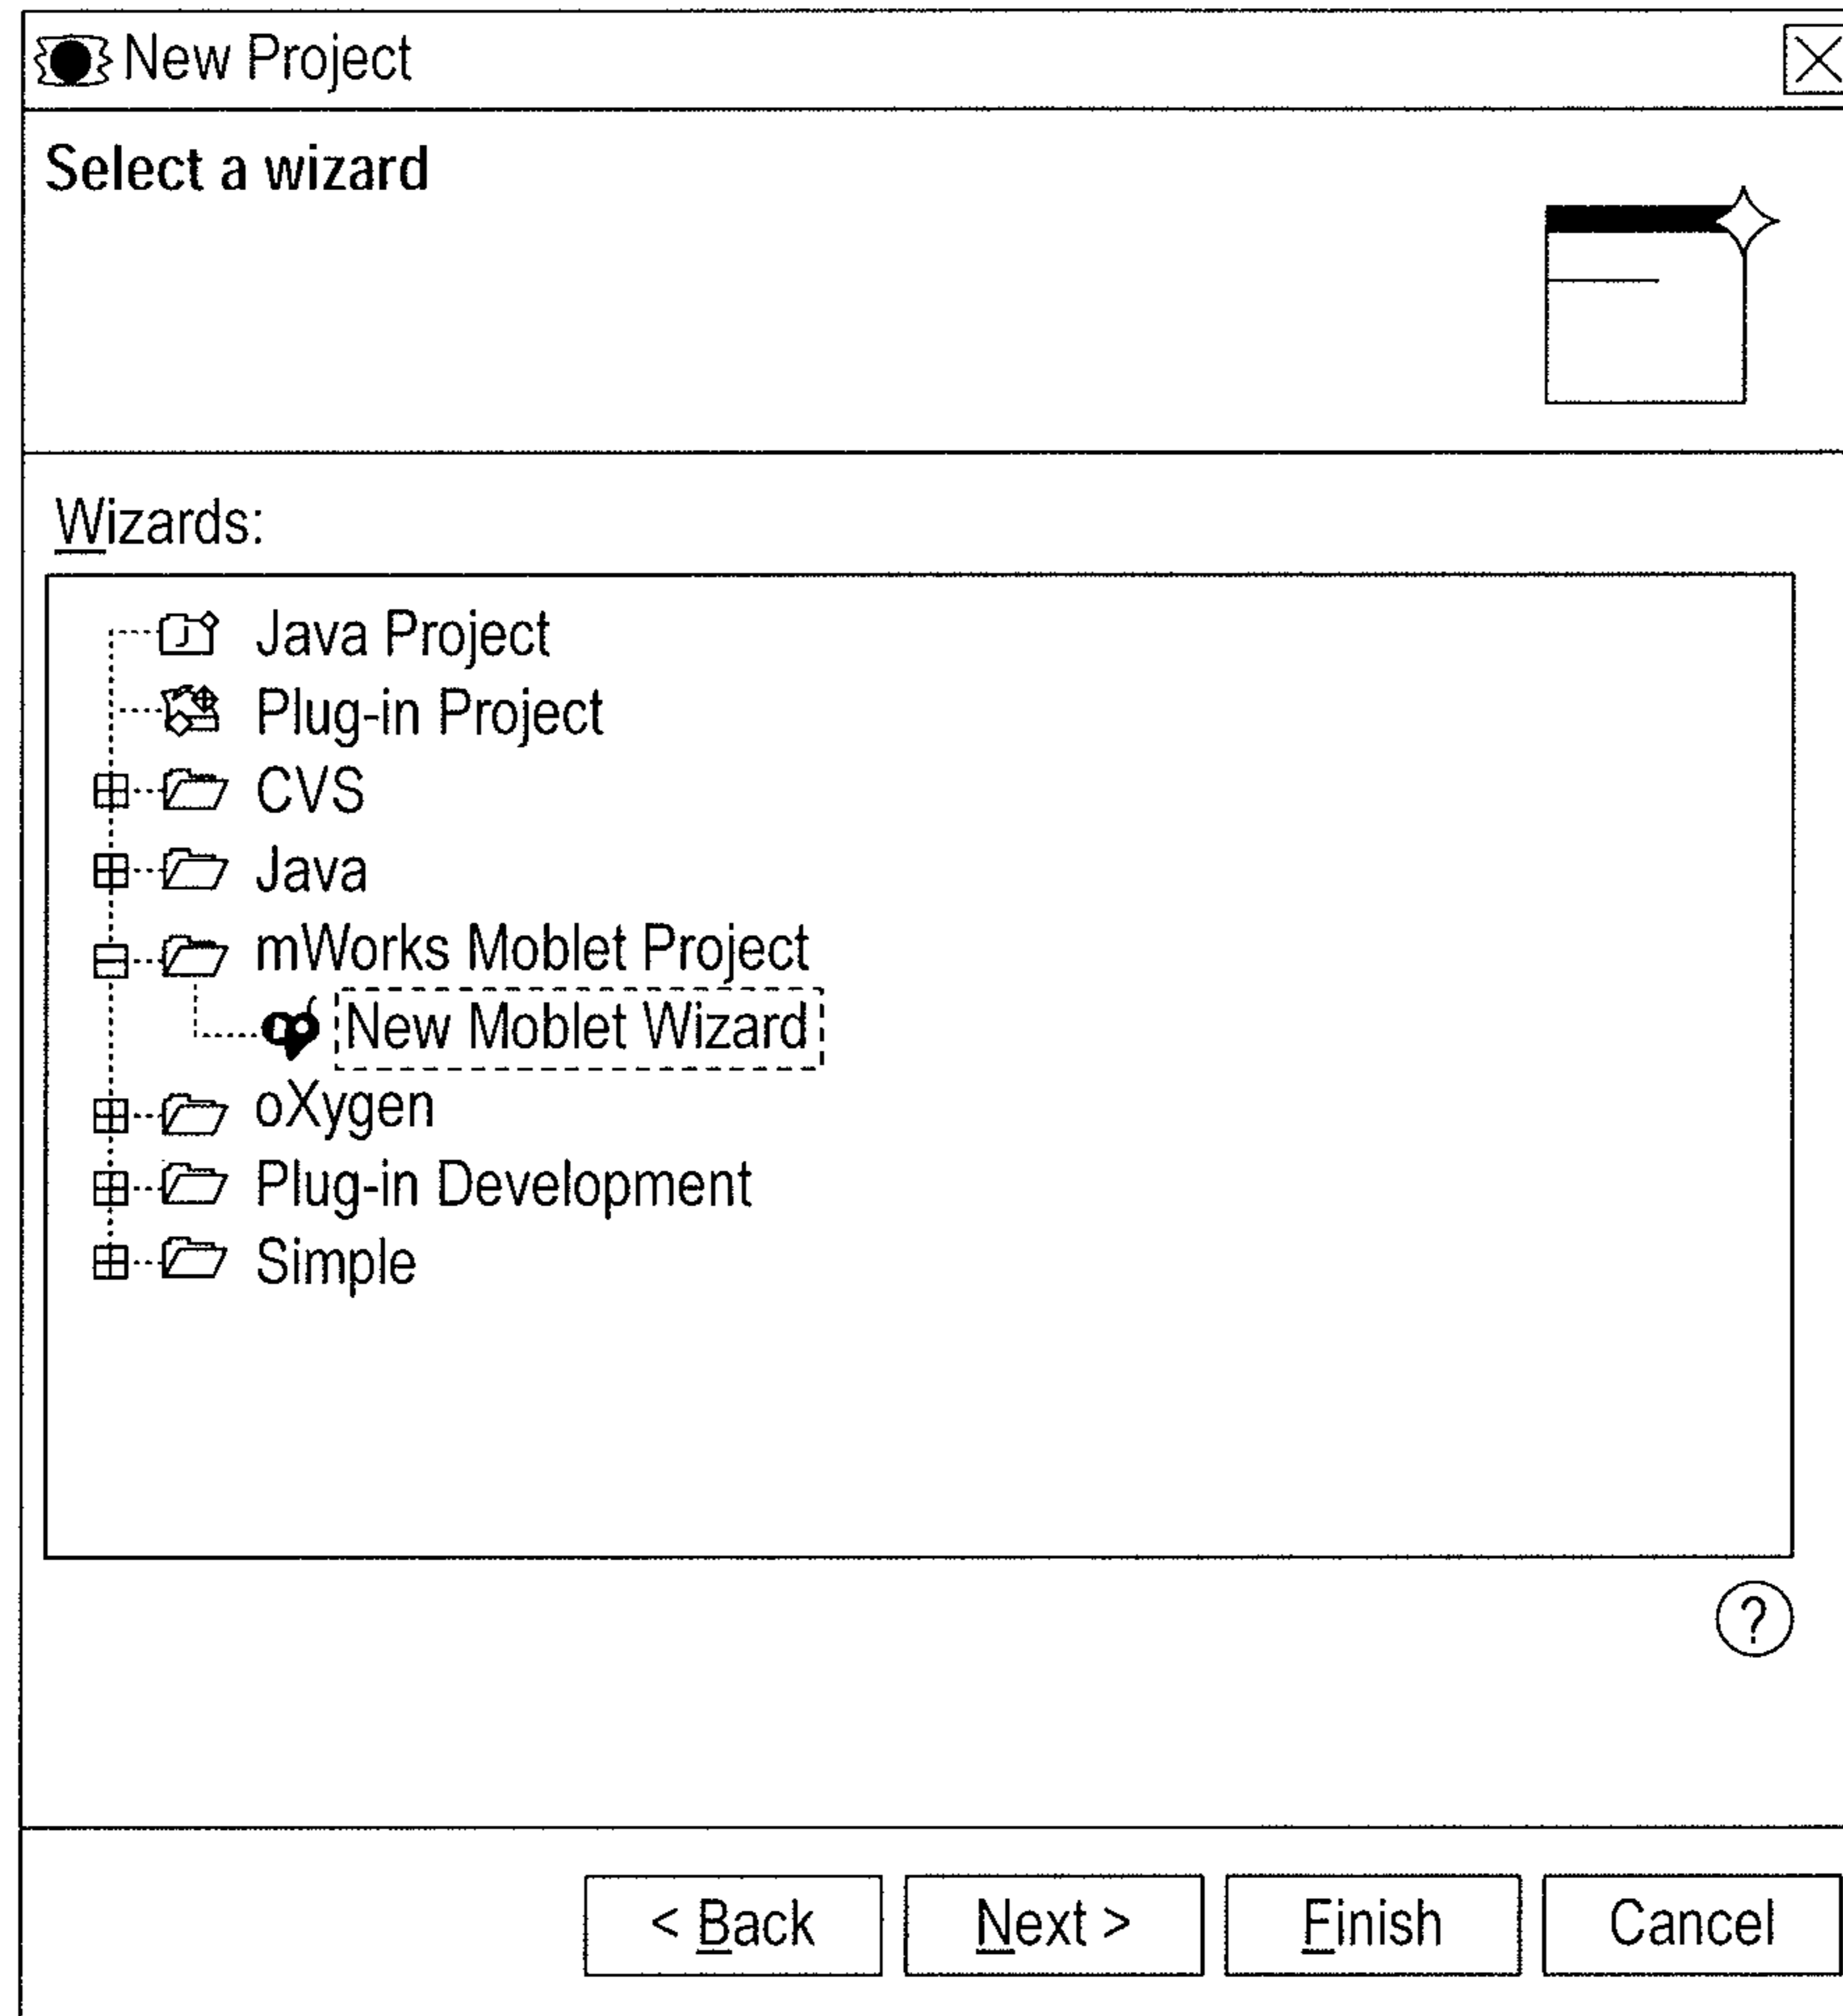 New Project
Select a wizard
Wizards:
Java Project
Plug-in Project
CVS
Java
mWorks Moblet Project
New Moblet Wizard
oXygen
Plug-in Development
Simple
?
< Back Next > Finish Cancel